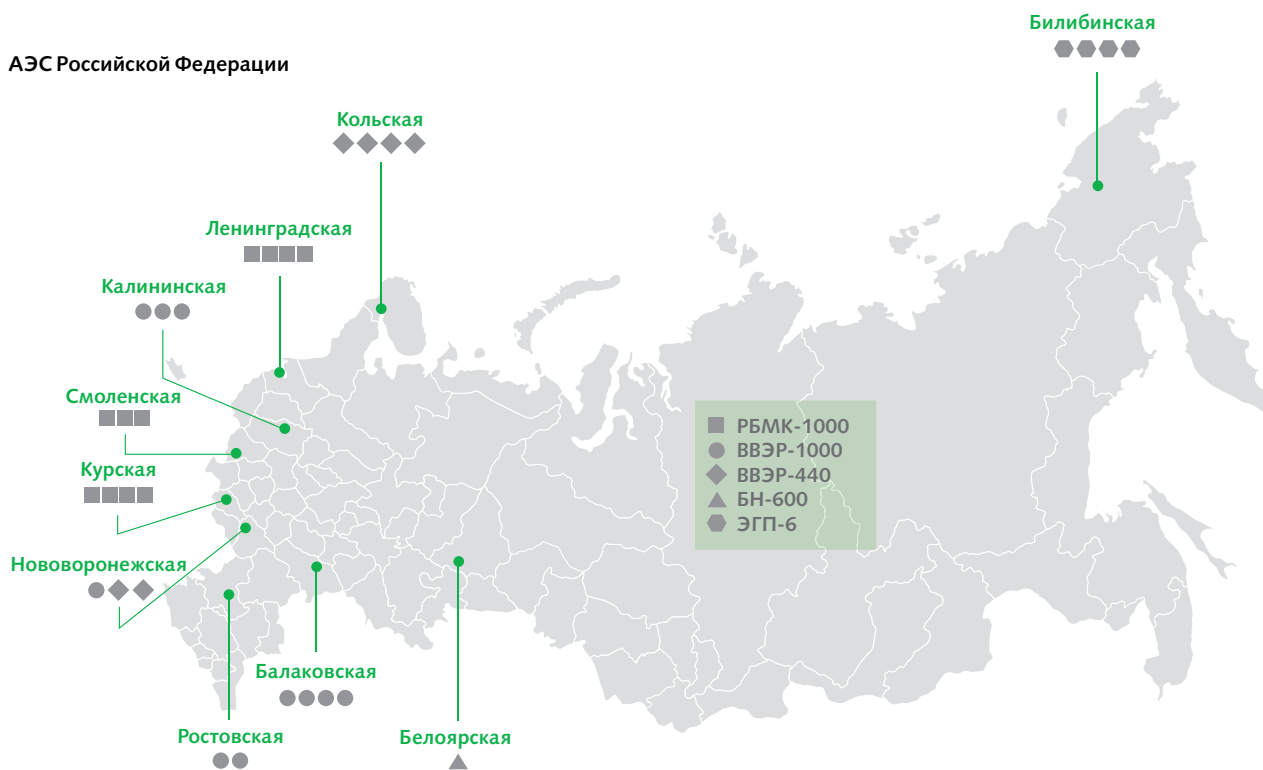 Билибинская
АЭС Российской Федерации
Кольская
Ленинградская
Калининская
Смоленская
Курская
Нововоронежская
РБМК-1000
ВВЭР-1000
ВВЭР-440
БН-600
ЭГП-6
Балаковская
Ростовская
Белоярская